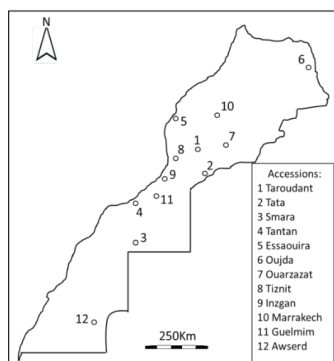 N
6
10
5
1
7
8
2
9
11
4
3
12
250Km
Accessions:
1 Taroudant
2 Tata
3 Smara
4 Tantan
5 Essaouira
6 Oujda
7 Ouarzazat
8 Tiznit
9 Inzgan
10 Marrakech
11 Guelmim
12 Awserd